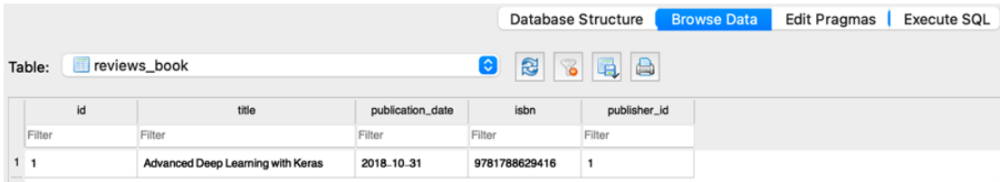 Database Structure Browse Data Edit Pragmas Execute SQL
Table: reviews_book
id title publication_date isbn publisher_id
Filter Filter Filter Filter Filter
1 1 Advanced Deep Learning with Keras 2018-10-31 9781788629416 1